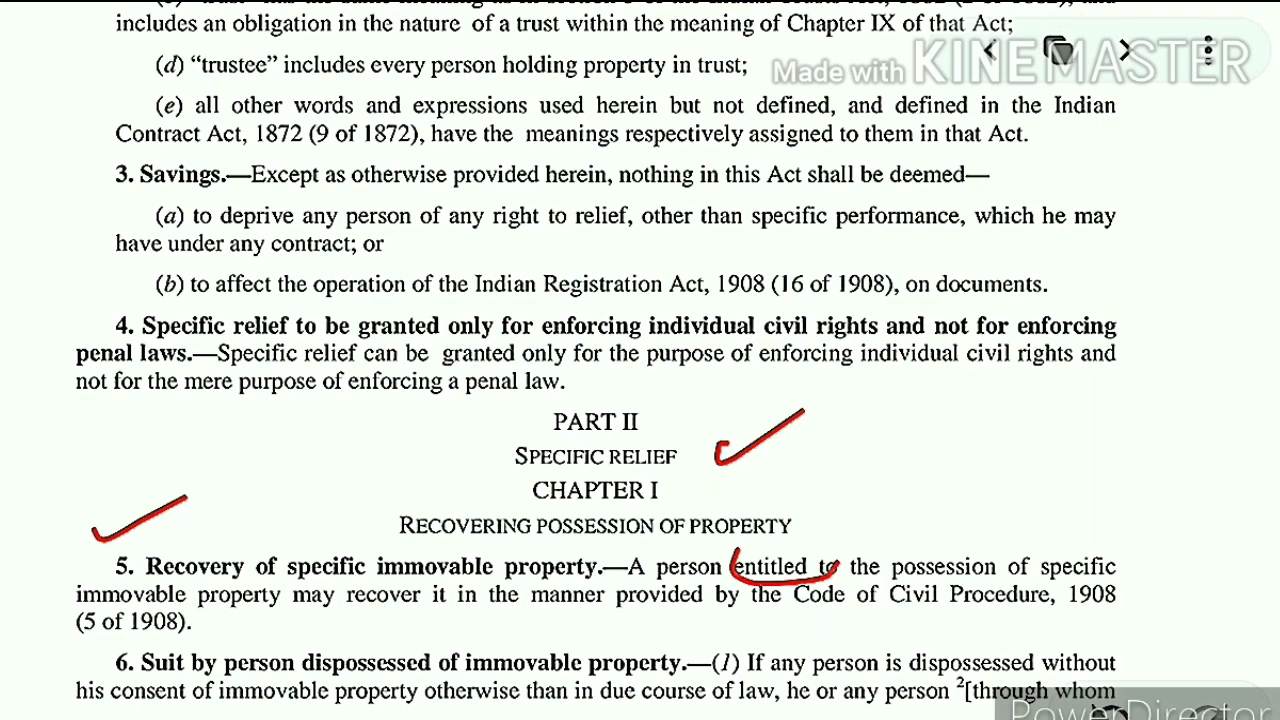 includes an obligation in the nature of a trust within the meaning of Chapter IX of that Act;
(d) “trustee” includes every person holding property in trust;
Made with KINEMASTER
(e) all other words and expressions used herein but not defined, and defined in the Indian
Contract Act, 1872 (9 of 1872), have the meanings respectively assigned to them in that Act.
3. Savings.—Except as otherwise provided herein, nothing in this Act shall be deemed—
(a) to deprive any person of any right to relief, other than specific performance, which he may
have under any contract; or
(b) to affect the operation of the Indian Registration Act, 1908 (16 of 1908), on documents.
4. Specific relief to be granted only for enforcing individual civil rights and not for enforcing
penal laws.—Specific relief can be granted only for the purpose of enforcing individual civil rights and
not for the mere purpose of enforcing a penal law.
PART II
SPECIFIC RELIEF
CHAPTER I
RECOVERING POSSESSION OF PROPERTY
5. Recovery of specific immovable property.—A person entitled to the possession of specific
immovable property may recover it in the manner provided by the Code of Civil Procedure, 1908
(5 of 1908).
6. Suit by person dispossessed of immovable property.—(1) If any person is dispossessed without
his consent of immovable property otherwise than in due course of law, he or any person 2[through whom
PowerDirector